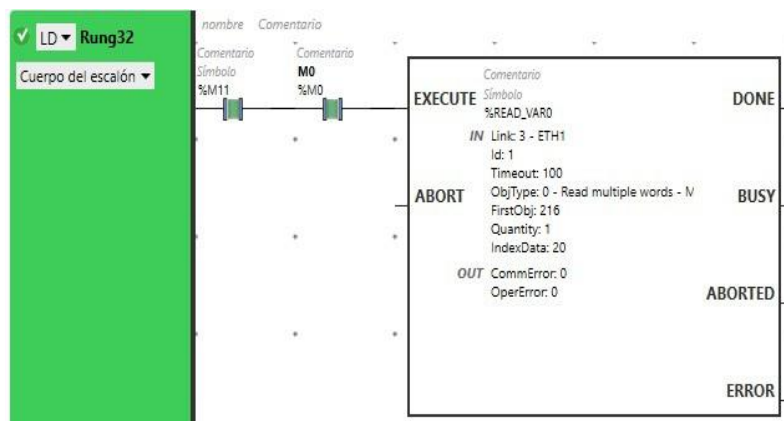 LD Rung32
Cuerpo del escalón
nombre Comentario
Comentario Comentario
Símbolo M0
%M11 %M0
Comentario
EXECUTE Símbolo DONE
%READ_VAR0
IN Link: 3 - ETH1
Id: 1
Timeout: 100
ABORT ObjType: 0 - Read multiple words - M BUSY
FirstObj: 216
Quantity: 1
IndexData: 20
OUT CommError: 0
OperError: 0 ABORTED
ERROR